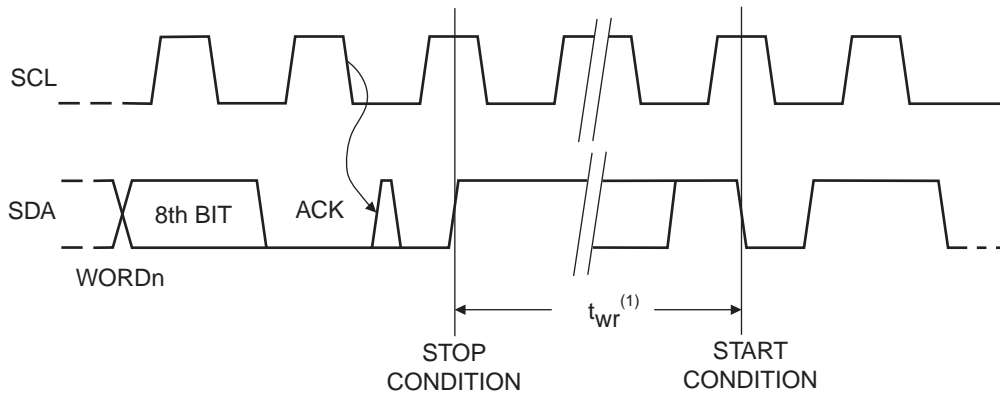 SCL
SDA
8th BIT
ACK
WORDn
twr(1)
STOP
CONDITION
START
CONDITION